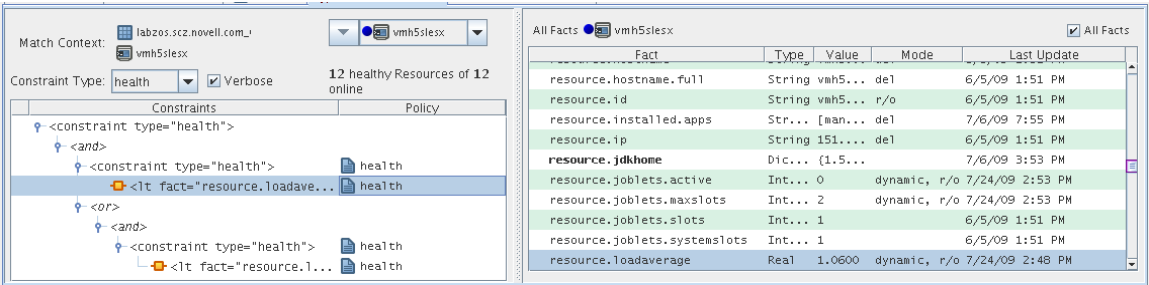 Match Context: labzos.scz.novell.com_ vmh5slesx
vmh5slesx
Constraint Type: health Verbose 12 healthy Resources of 12 online
Constraints Policy
<constraint type="health">
<and>
<constraint type="health"> health
<lt fact="resource.loadave... health
<or>
<and>
<constraint type="health"> health
<lt fact="resource.l... health
All Facts vmh5slesx All Facts
Fact Type Value Mode Last Update
resource.hostname.full String vmh5... del 6/5/09 1:51 PM
resource.id String vmh5... r/o 6/5/09 1:51 PM
resource.installed.apps Str... [man... del 7/6/09 7:55 PM
resource.ip String 151.... del 6/5/09 1:51 PM
resource.jdkhome Dic... {1.5... 7/6/09 3:53 PM
resource.joblets.active Int... 0 dynamic, r/o 7/24/09 2:53 PM
resource.joblets.maxslots Int... 2 dynamic, r/o 7/24/09 2:53 PM
resource.joblets.slots Int... 1 6/5/09 1:51 PM
resource.joblets.systemslots Int... 1 6/5/09 1:51 PM
resource.loadaverage Real 1.0600 dynamic, r/o 7/24/09 2:48 PM